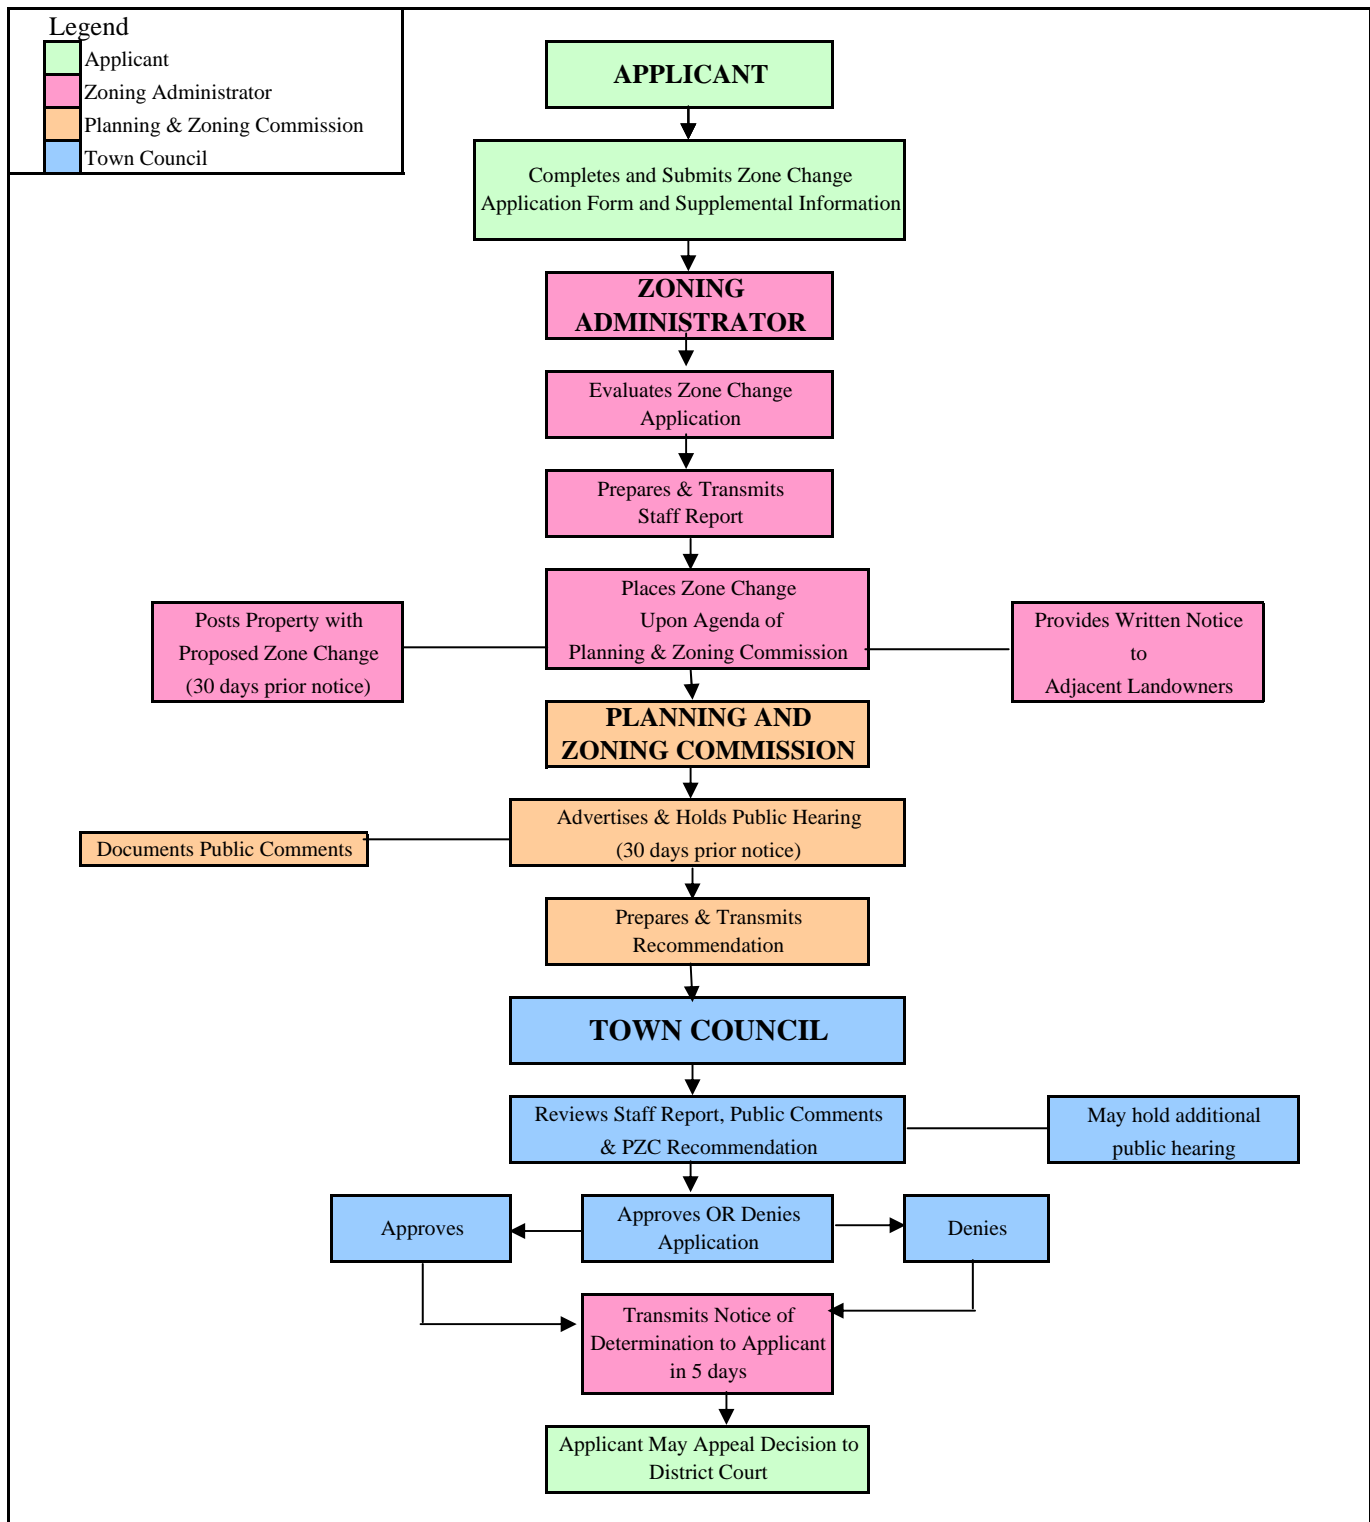 Legend
Applicant
Zoning Administrator
Planning & Zoning Commission
Town Council
APPLICANT
Completes and Submits Zone Change
Application Form and Supplemental Information
ZONING
ADMINISTRATOR
Evaluates Zone Change
Application
Prepares & Transmits
Staff Report
Places Zone Change
Upon Agenda of
Planning & Zoning Commission
Posts Property with
Proposed Zone Change
(30 days prior notice)
Provides Written Notice
to
Adjacent Landowners
PLANNING AND
ZONING COMMISSION
Advertises & Holds Public Hearing
(30 days prior notice)
Documents Public Comments
Prepares & Transmits
Recommendation
TOWN COUNCIL
Reviews Staff Report, Public Comments
& PZC Recommendation
May hold additional
public hearing
Approves
Approves OR Denies
Application
Denies
Transmits Notice of
Determination to Applicant
in 5 days
Applicant May Appeal Decision to
District Court